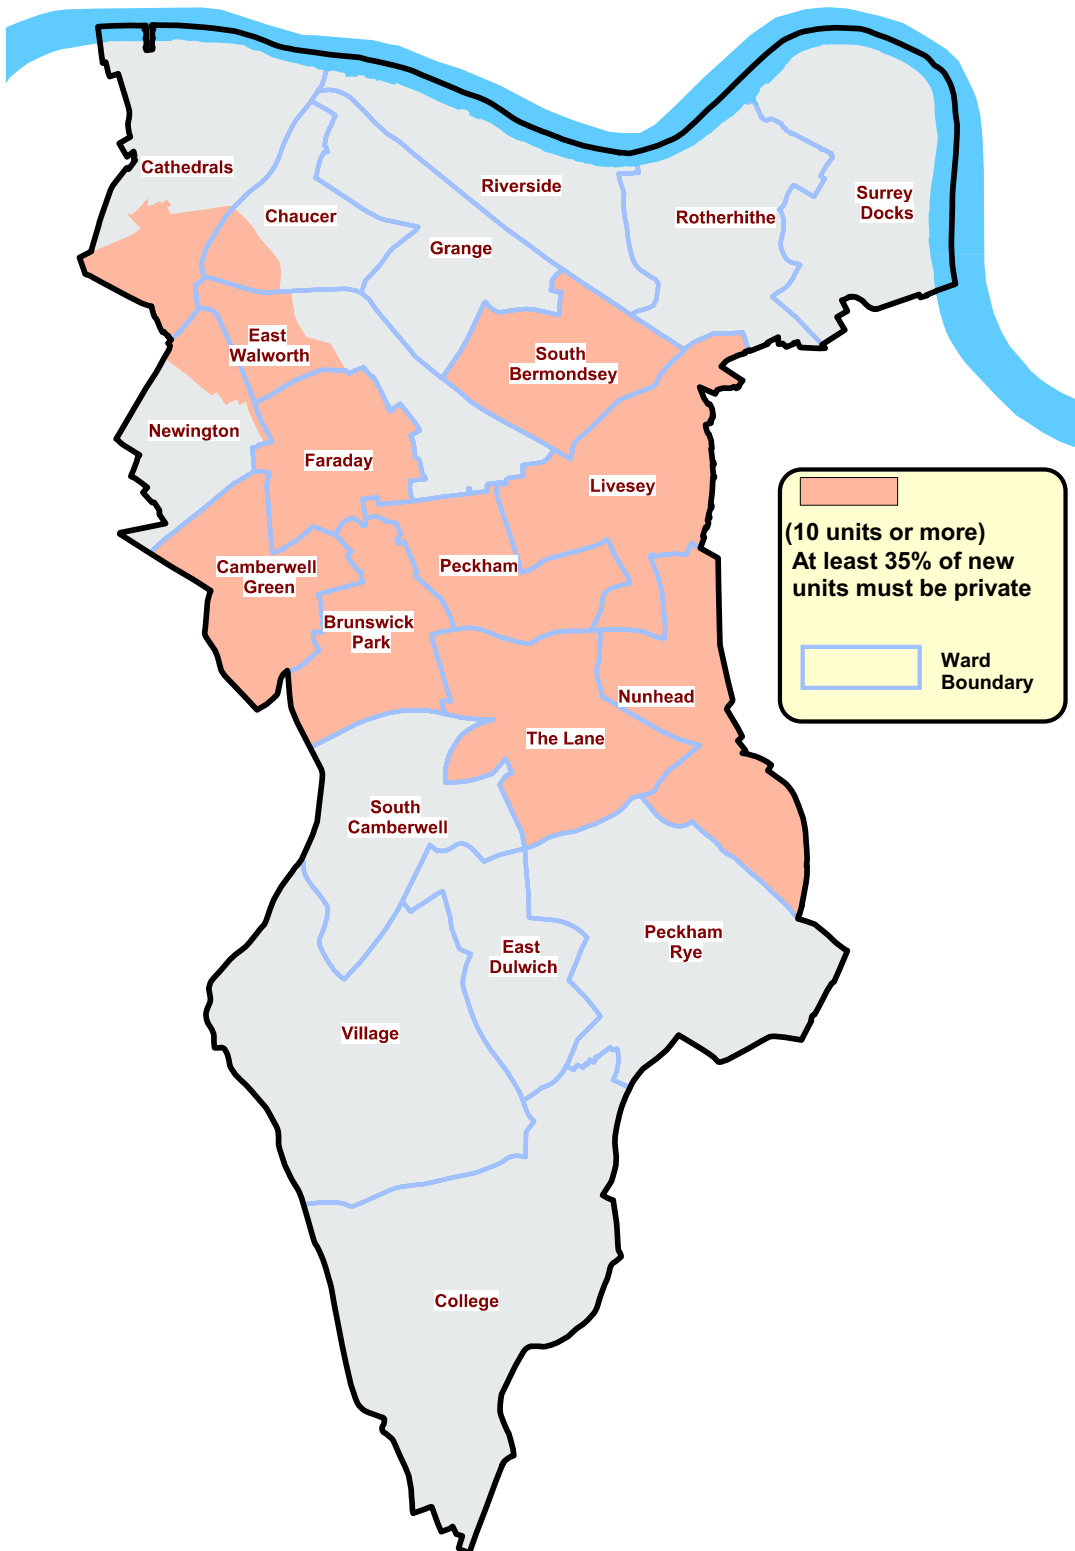 Cathedrals
Chaucer
Riverside
Grange
Rotherhithe
Surrey
Docks
East
Walworth
South
Bermondsey
Newington
Faraday
Livesey
Camberwell
Green
Peckham
Brunswick
Park
Nunhead
The Lane
South
Camberwell
Peckham
Rye
East
Dulwich
Village
College
(10 units or more)
At least 35% of new
units must be private
Ward
Boundary